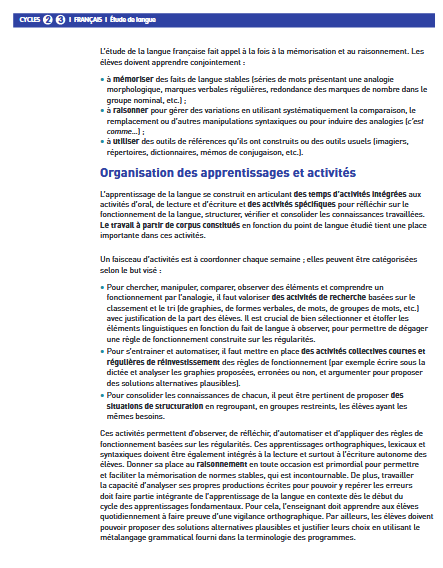 CYCLES 2 3 I FRANÇAIS I Étude de langue
L'étude de la langue française fait appel à la fois à la mémorisation et au raisonnement. Les
élèves doivent apprendre conjointement :
• à mémoriser des faits de langue stables (séries de mots présentant une analogie
morphologique, marques verbales régulières, redondance des marques de nombre dans le
groupe nominal, etc.) ;
• à raisonner pour gérer des variations en utilisant systématiquement la comparaison, le
remplacement ou d'autres manipulations syntaxiques ou pour induire des analogies (c'est
comme...) ;
• à utiliser des outils de références qu'ils ont construits ou des outils usuels (imagiers,
répertoires, dictionnaires, mémos de conjugaison, etc.).
Organisation des apprentissages et activités
L'apprentissage de la langue se construit en articulant des temps d'activités intégrées aux
activités d'oral, de lecture et d'écriture et des activités spécifiques pour réfléchir sur le
fonctionnement de la langue, structurer, vérifier et consolider les connaissances travaillées.
Le travail à partir de corpus constitués en fonction du point de langue étudié tient une place
importante dans ces activités.
Un faisceau d'activités est à coordonner chaque semaine ; elles peuvent être catégorisées
selon le but visé :
• Pour chercher, manipuler, comparer, observer des éléments et comprendre un
fonctionnement par l'analogie, il faut valoriser des activités de recherche basées sur le
classement et le tri (de graphies, de formes verbales, de mots, de groupes de mots, etc.)
avec justification de la part des élèves. Il est crucial de bien sélectionner et étoffer les
éléments linguistiques en fonction du fait de langue à observer, pour permettre de dégager
une règle de fonctionnement construite sur les régularités.
• Pour s'entrainer et automatiser, il faut mettre en place des activités collectives courtes et
régulières de réinvestissement des règles de fonctionnement (par exemple écrire sous la
dictée et analyser les graphies proposées, erronées ou non, et argumenter pour proposer
des solutions alternatives plausibles).
• Pour consolider les connaissances de chacun, il peut être pertinent de proposer des
situations de structuration en regroupant, en groupes restreints, les élèves ayant les
mêmes besoins.
Ces activités permettent d'observer, de réfléchir, d'automatiser et d'appliquer des règles de
fonctionnement basées sur les régularités. Ces apprentissages orthographiques, lexicaux et
syntaxiques doivent être également intégrés à la lecture et surtout à l'écriture autonome des
élèves. Donner sa place au raisonnement en toute occasion est primordial pour permettre
et faciliter la mémorisation de normes stables, qui est incontournable. De plus, travailler
la capacité d'analyser ses propres productions écrites pour pouvoir y repérer les erreurs
doit faire partie intégrante de l'apprentissage de la langue en contexte dès le début du
cycle des apprentissages fondamentaux. Pour cela, l'enseignant doit apprendre aux élèves
quotidiennement à faire preuve d'une vigilance orthographique. Par ailleurs, les élèves doivent
pouvoir proposer des solutions alternatives plausibles et justifier leurs choix en utilisant le
métalangage grammatical fourni dans la terminologie des programmes.